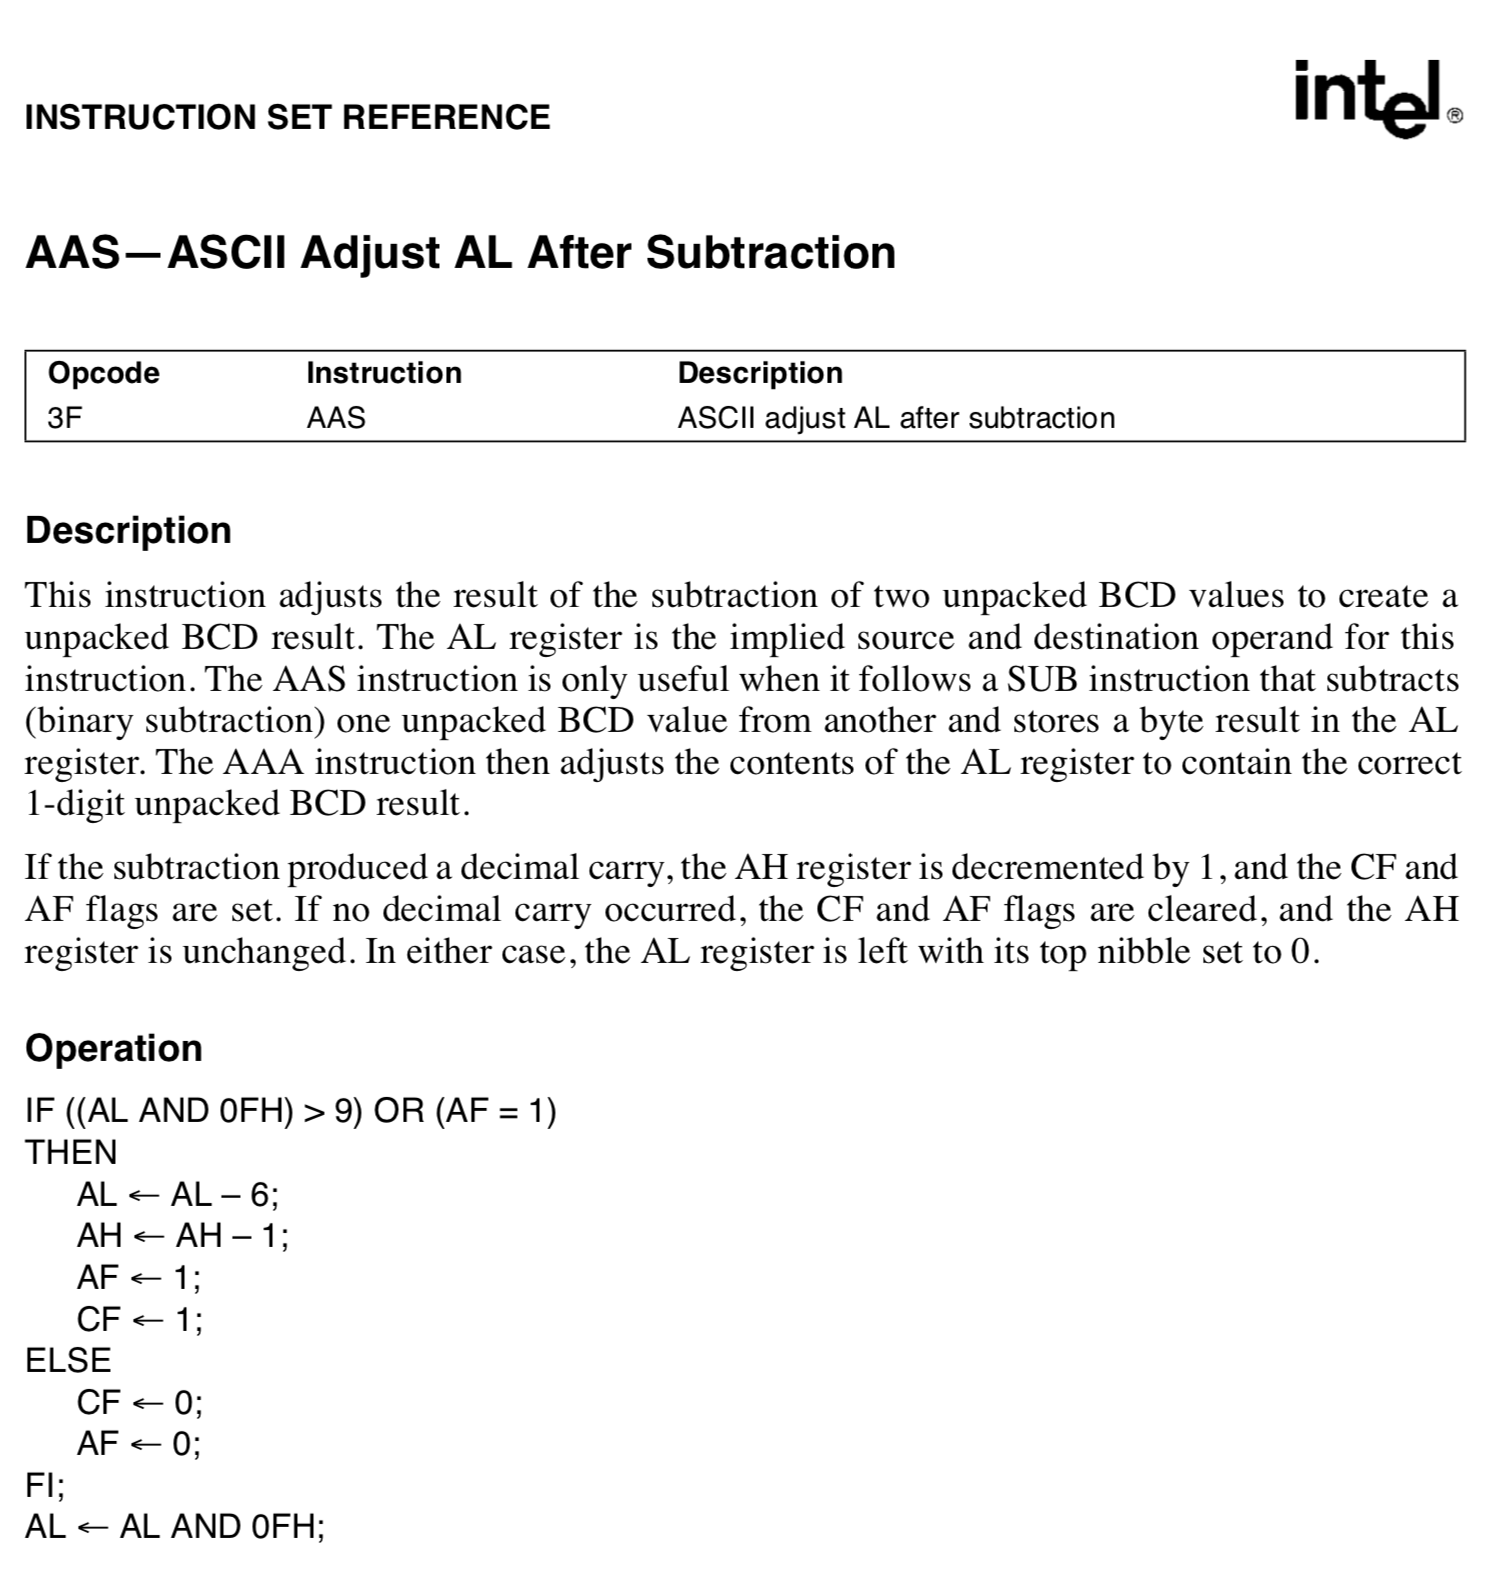 intel®
INSTRUCTION SET REFERENCE
AAS—ASCII Adjust AL After Subtraction
Opcode Instruction Description
3F AAS ASCII adjust AL after subtraction
Description
This instruction adjusts the result of the subtraction of two unpacked BCD values to create a
unpacked BCD result. The AL register is the implied source and destination operand for this
instruction. The AAS instruction is only useful when it follows a SUB instruction that subtracts
(binary subtraction) one unpacked BCD value from another and stores a byte result in the AL
register. The AAA instruction then adjusts the contents of the AL register to contain the correct
1-digit unpacked BCD result.
If the subtraction produced a decimal carry, the AH register is decremented by 1, and the CF and
AF flags are set. If no decimal carry occurred, the CF and AF flags are cleared, and the AH
register is unchanged. In either case, the AL register is left with its top nibble set to 0.
Operation
IF ((AL AND 0FH) > 9) OR (AF = 1)
THEN
AL ← AL – 6;
AH ← AH – 1;
AF ← 1;
CF ← 1;
ELSE
CF ← 0;
AF ← 0;
FI;
AL ← AL AND 0FH;